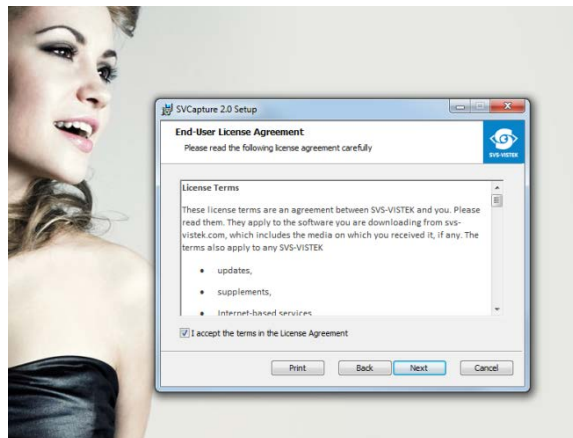 SVCapture 2.0 Setup
End-User License Agreement
Please read the following license agreement carefully
SVS-VISTEK
License Terms
These license terms are an agreement between SVS-VISTEK and you. Please
read them. They apply to the software you are downloading from svs-
vistek.com, which includes the media on which you received it, if any. The
terms also apply to any SVS-VISTEK
• updates,
• supplements,
• Internet-based services
I accept the terms in the License Agreement
Print Back Next Cancel